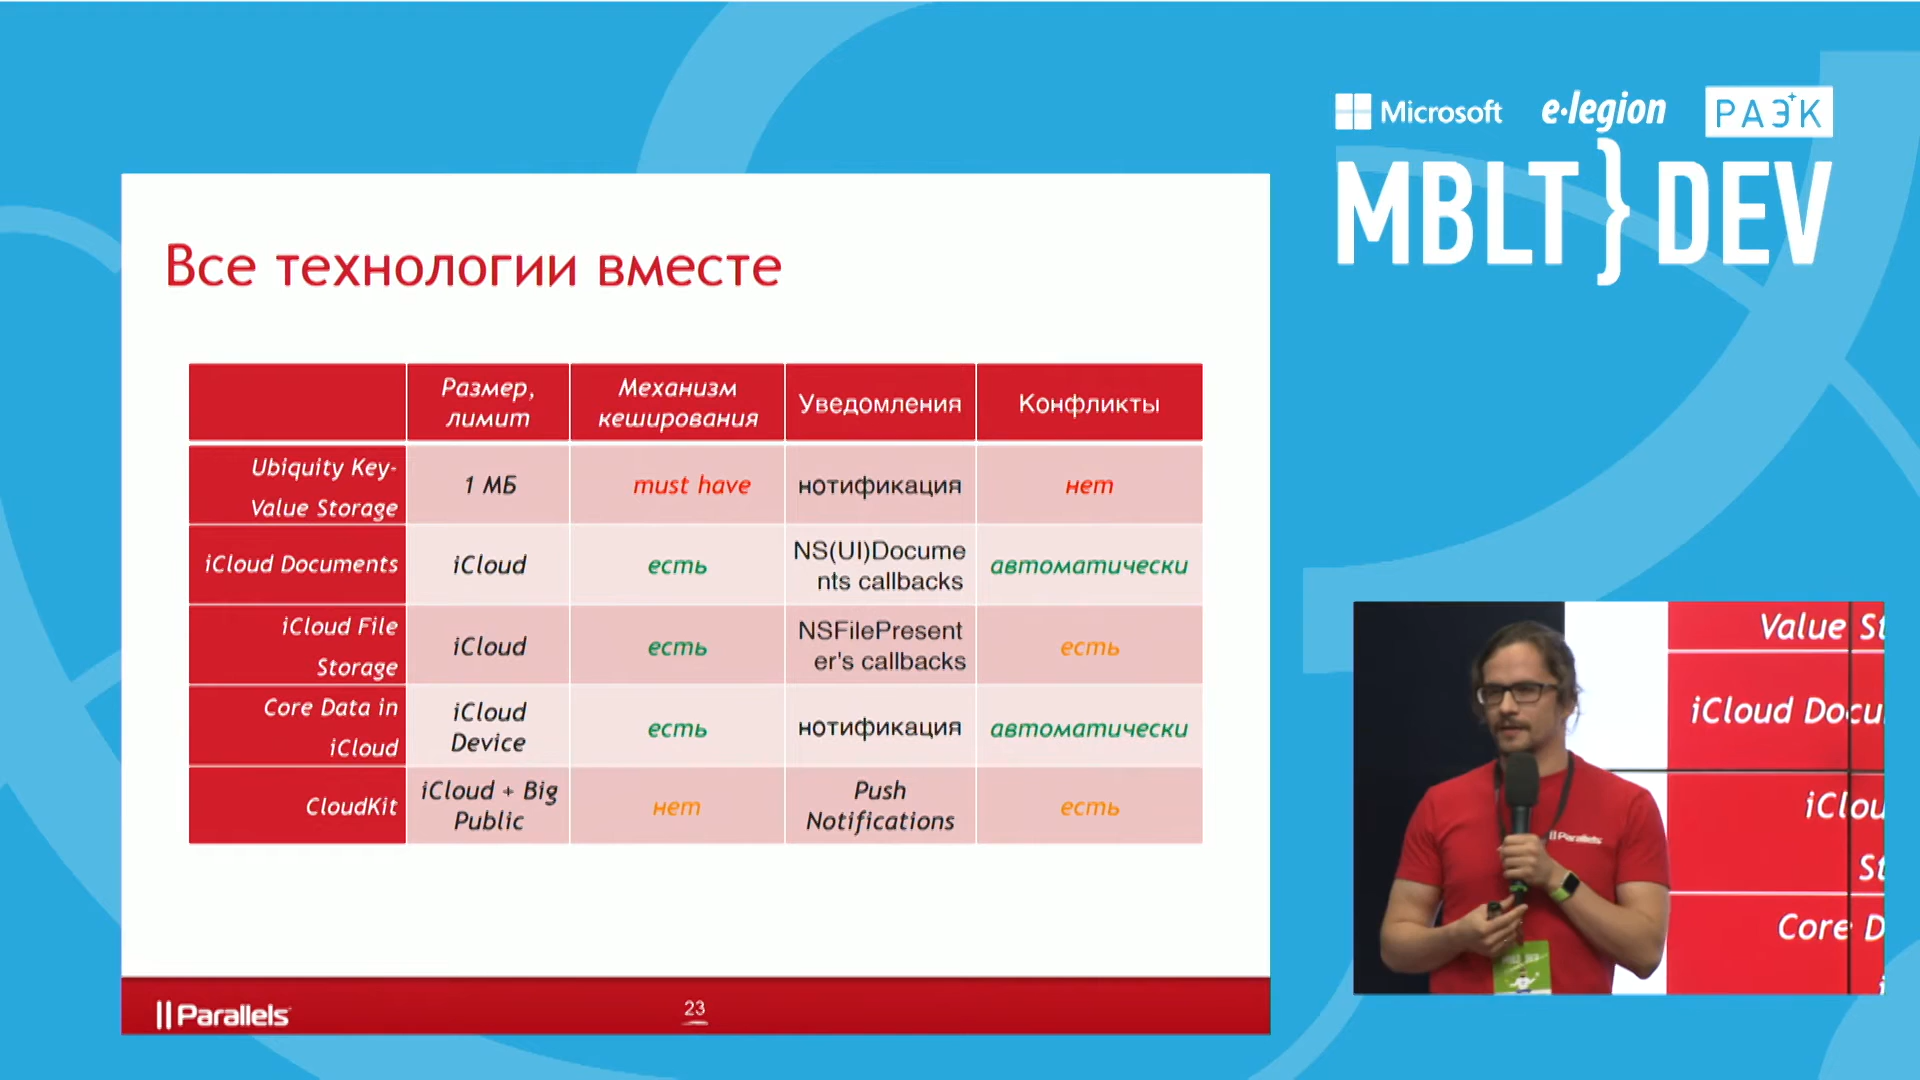 Microsoft e·legion РАЭК
MBLT}DEV
Все технологии вместе
Размер, лимит
Механизм кеширования
Уведомления
Конфликты
Ubiquity Key-
Value Storage
1 МБ
must have
нотификация
нет
iCloud Documents
iCloud
есть
NS(UI)Docume
nts callbacks
автоматически
iCloud File
Storage
iCloud
есть
NSFilePresent
er's callbacks
есть
Core Data in
iCloud
iCloud
Device
есть
нотификация
автоматически
CloudKit
iCloud + Big
Public
нет
Push
Notifications
есть
Parallels
23
Value St
iCloud Docu
iClou
St
Core D
i
Parallels
MBLT DEV